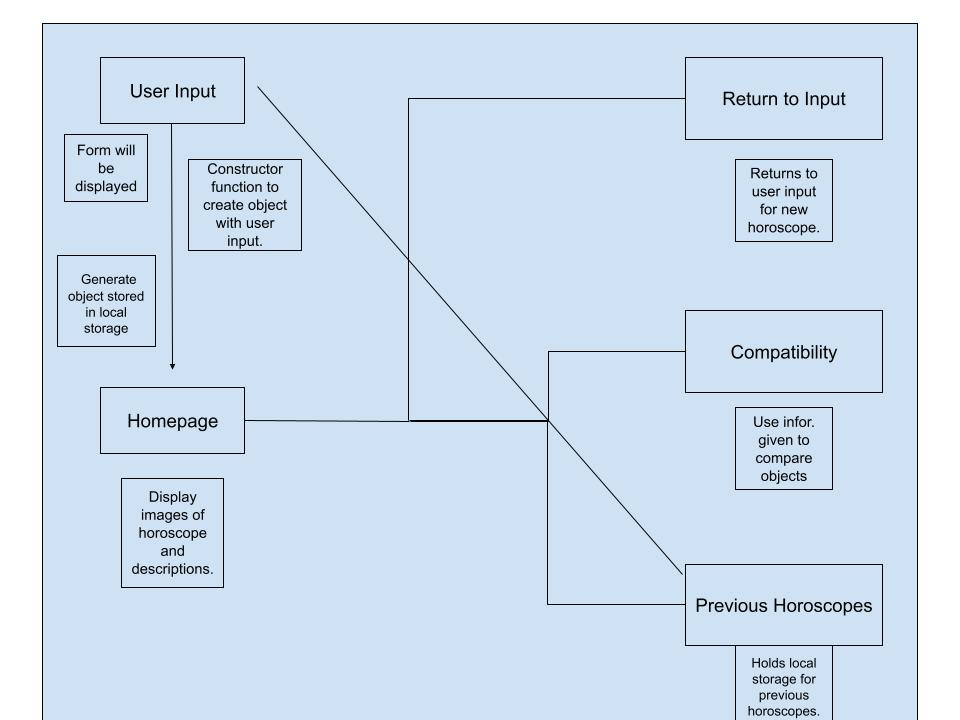 User Input
Form will
be
displayed
Constructor
function to
create object
with user
input.
Generate
object stored
in local
storage
Homepage
Display
images of
horoscope
and
descriptions.
Return to Input
Returns to
user input
for new
horoscope.
Compatibility
Use infor.
given to
compare
objects
Previous Horoscopes
Holds local
storage for
previous
horoscopes.